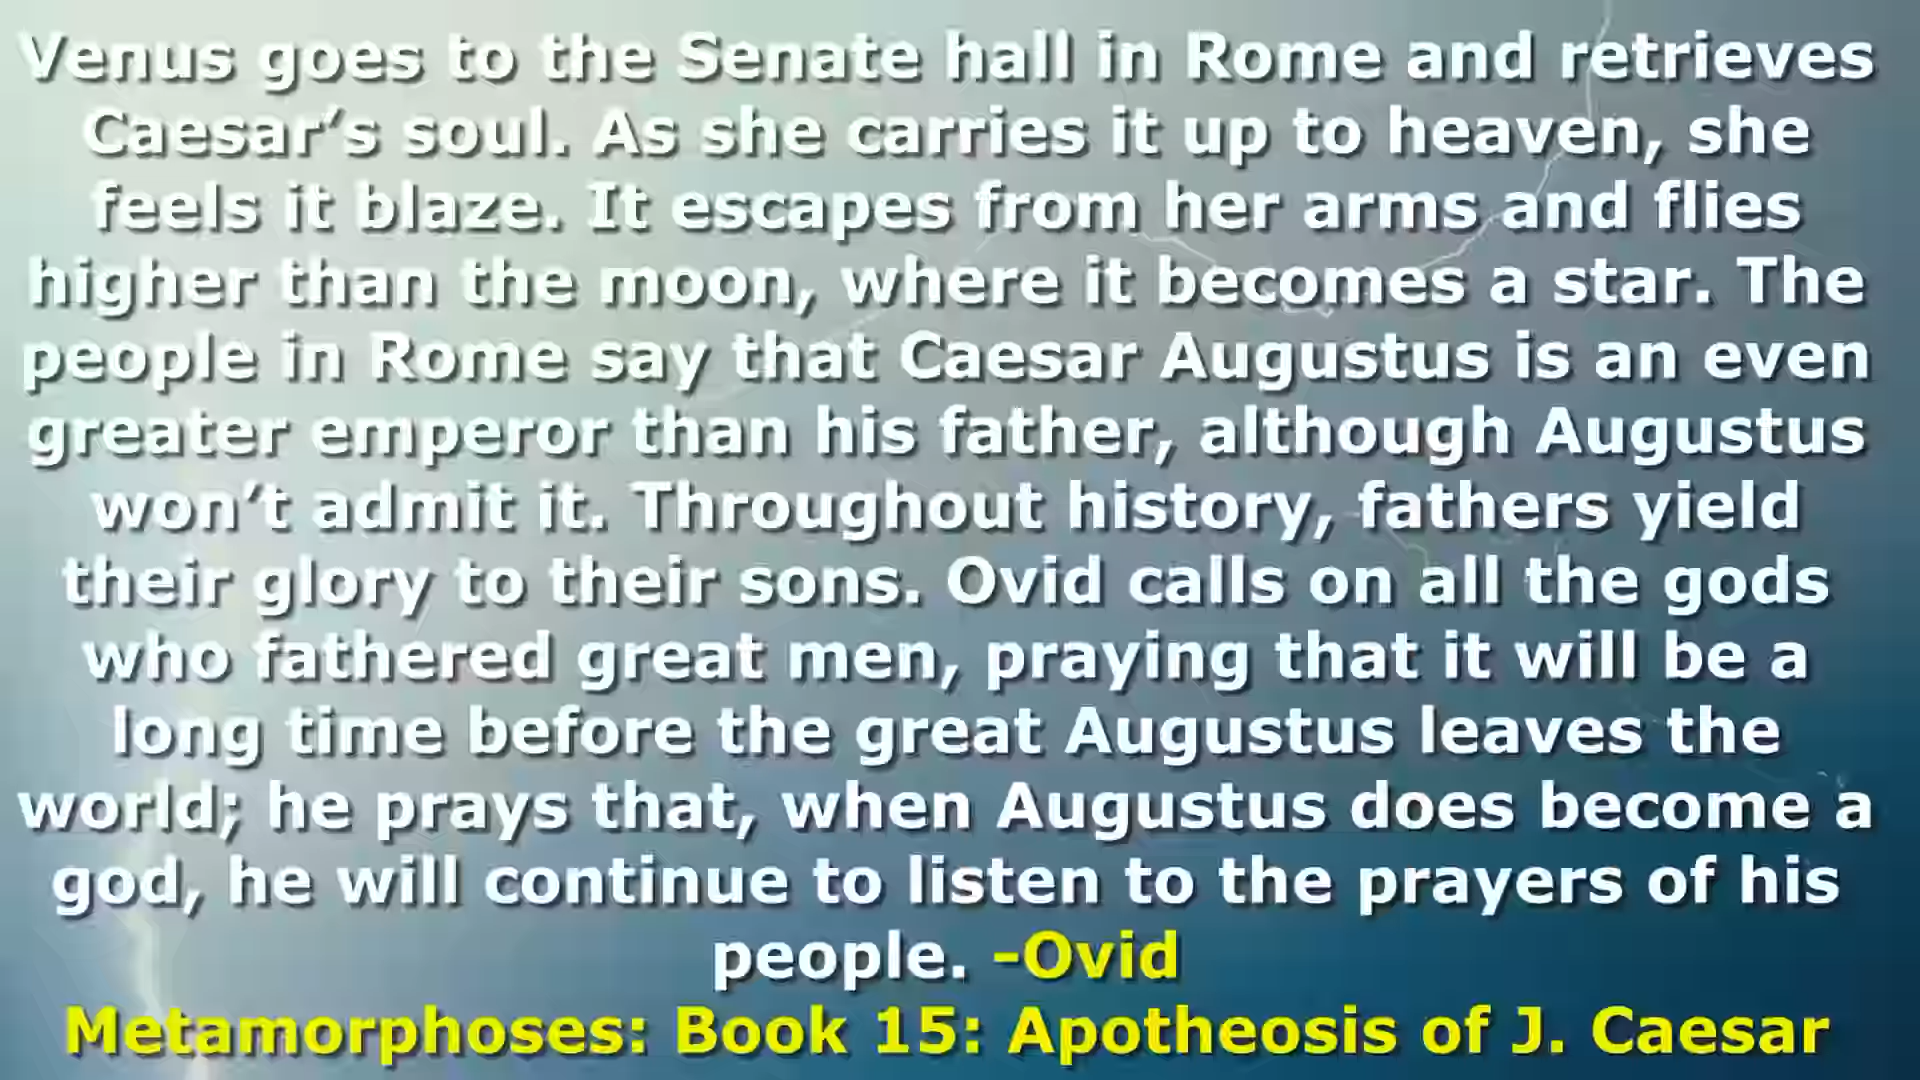 Venus goes to the Senate hall in Rome and retrieves
Caesar’s soul. As she carries it up to heaven, she
feels it blaze. It escapes from her arms and flies
higher than the moon, where it becomes a star. The
people in Rome say that Caesar Augustus is an even
greater emperor than his father, although Augustus
won’t admit it. Throughout history, fathers yield
their glory to their sons. Ovid calls on all the gods
who fathered great men, praying that it will be a
long time before the great Augustus leaves the
world; he prays that, when Augustus does become a
god, he will continue to listen to the prayers of his
people. -Ovid
Metamorphoses: Book 15: Apotheosis of J. Caesar